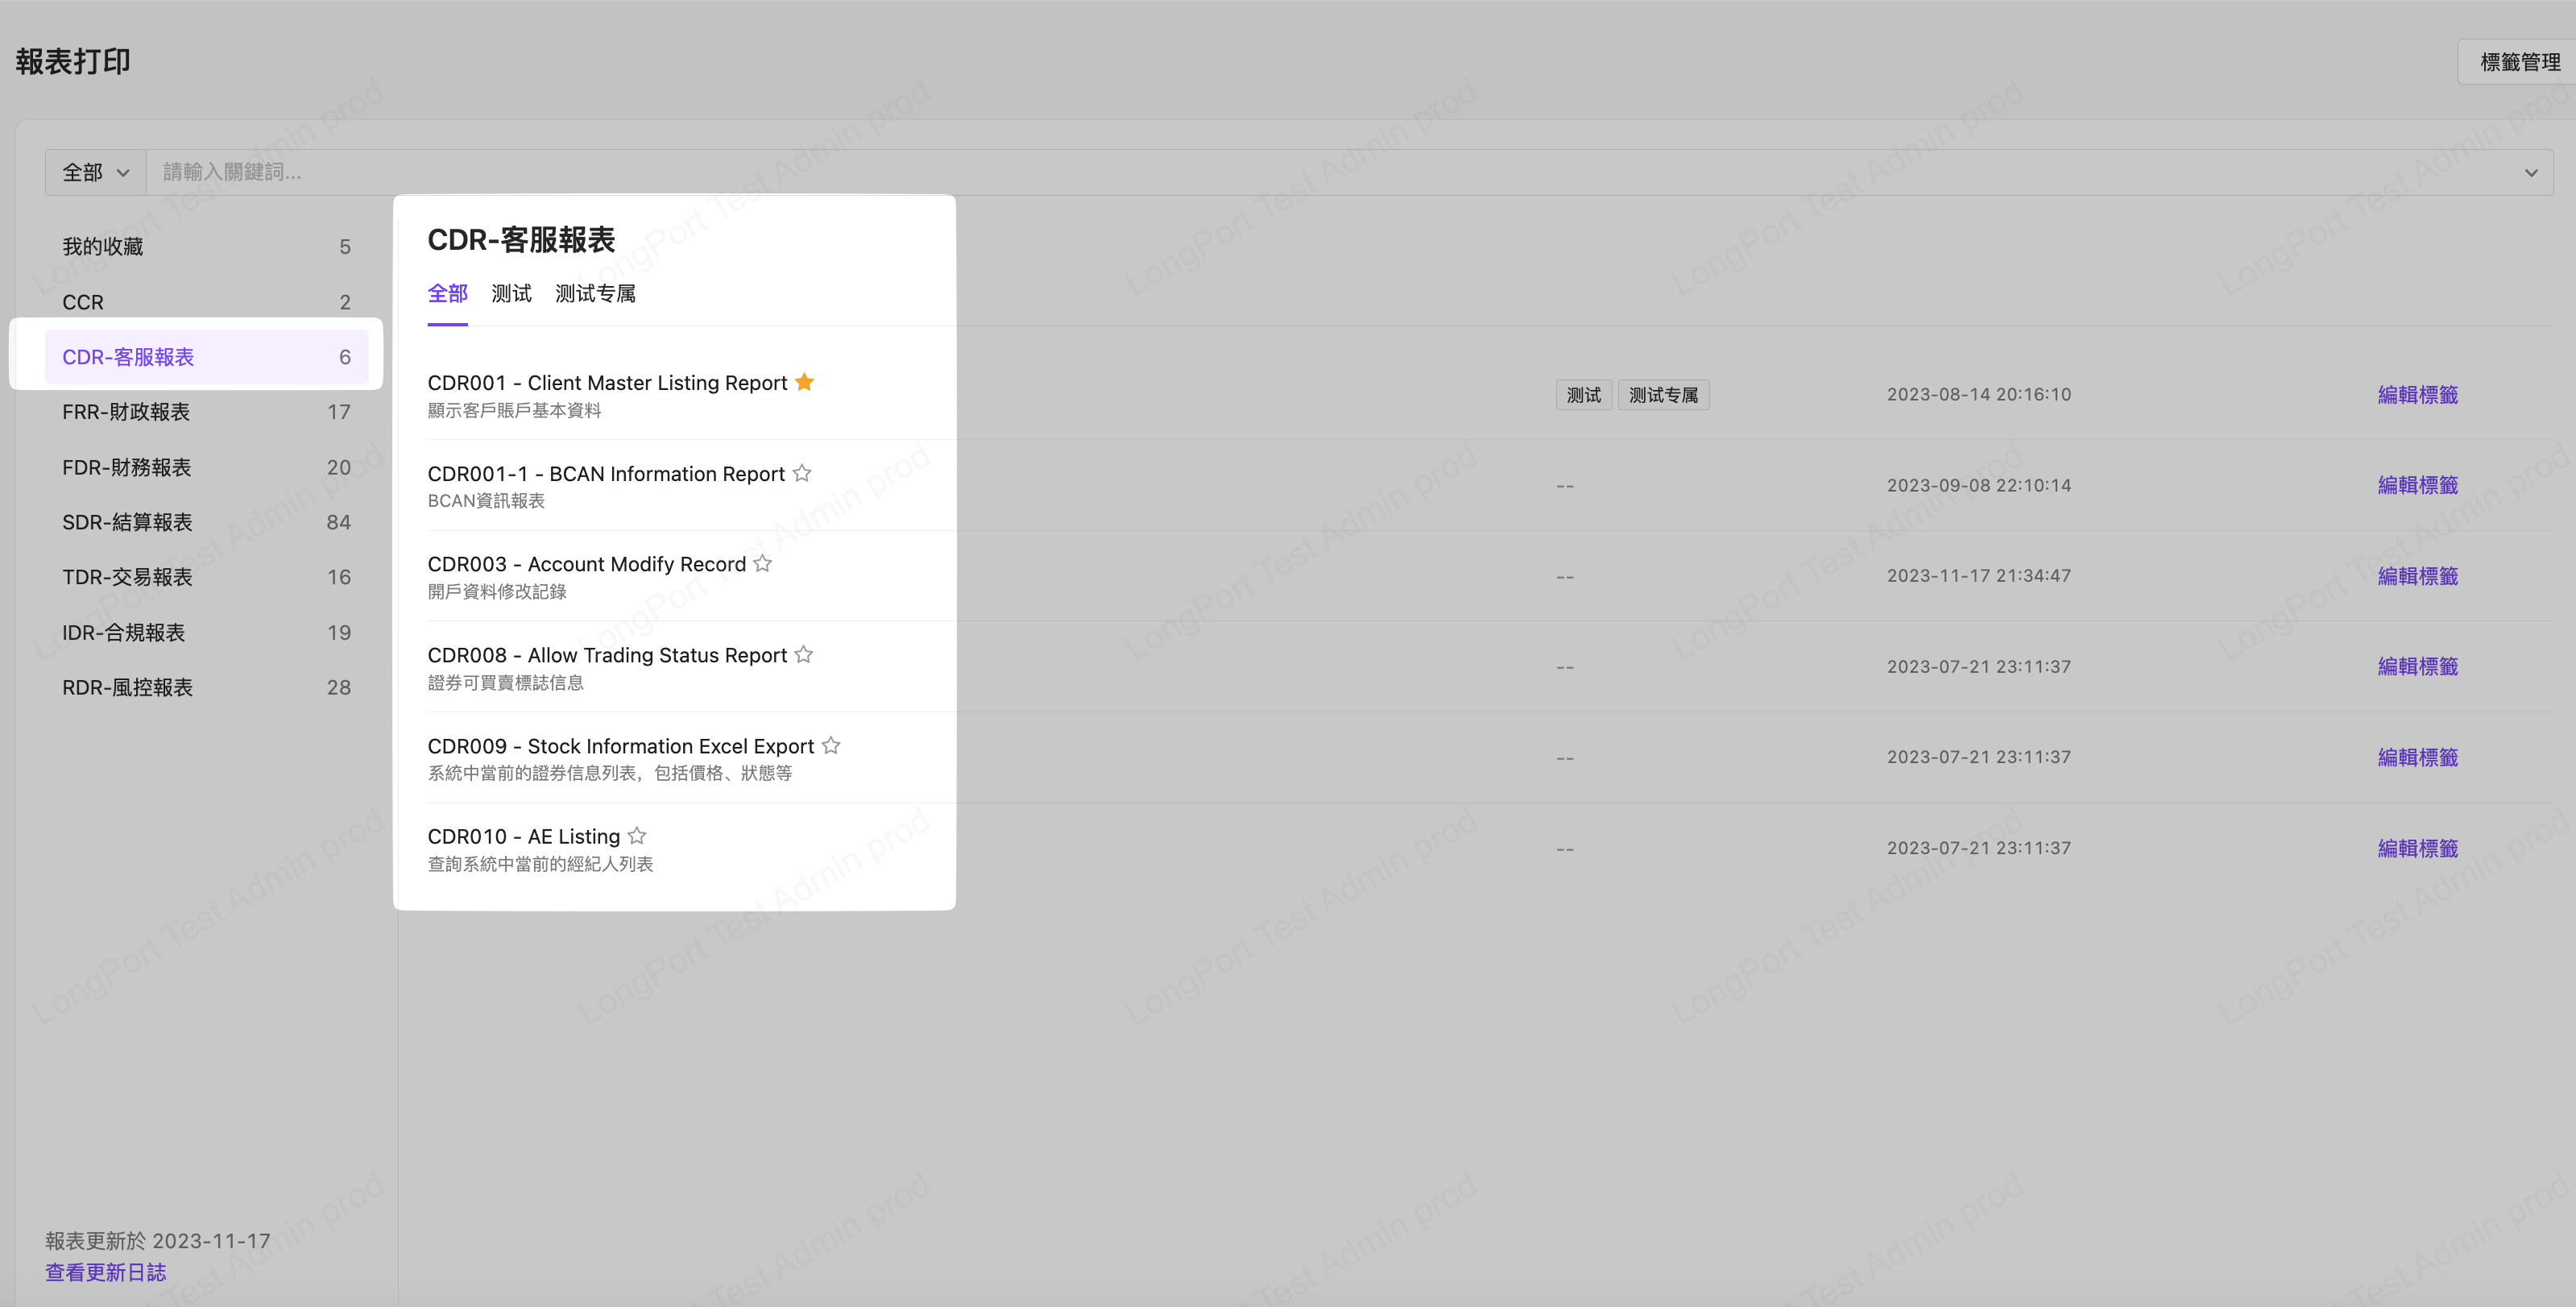 報表打印
標籤管理
全部
請輸入關鍵詞...
我的收藏 5
CCR 2
CDR-客服報表 6
FRR-財政報表 17
FDR-財務報表 20
SDR-結算報表 84
TDR-交易報表 16
IDR-合規報表 19
RDR-風控報表 28
報表更新於 2023-11-17
查看更新日誌
CDR-客服報表
全部 测试 测试专属
CDR001 - Client Master Listing Report
顯示客戶賬戶基本資料
测试 测试专属 2023-08-14 20:16:10 編輯標籤
CDR001-1 - BCAN Information Report
BCAN資訊報表
-- 2023-09-08 22:10:14 編輯標籤
CDR003 - Account Modify Record
開戶資料修改記錄
-- 2023-11-17 21:34:47 編輯標籤
CDR008 - Allow Trading Status Report
證券可買賣標誌信息
-- 2023-07-21 23:11:37 編輯標籤
CDR009 - Stock Information Excel Export
系統中當前的證券信息列表，包括價格、狀態等
-- 2023-07-21 23:11:37 編輯標籤
CDR010 - AE Listing
查詢系統中當前的經紀人列表
-- 2023-07-21 23:11:37 編輯標籤
LongPort Test Admin prod